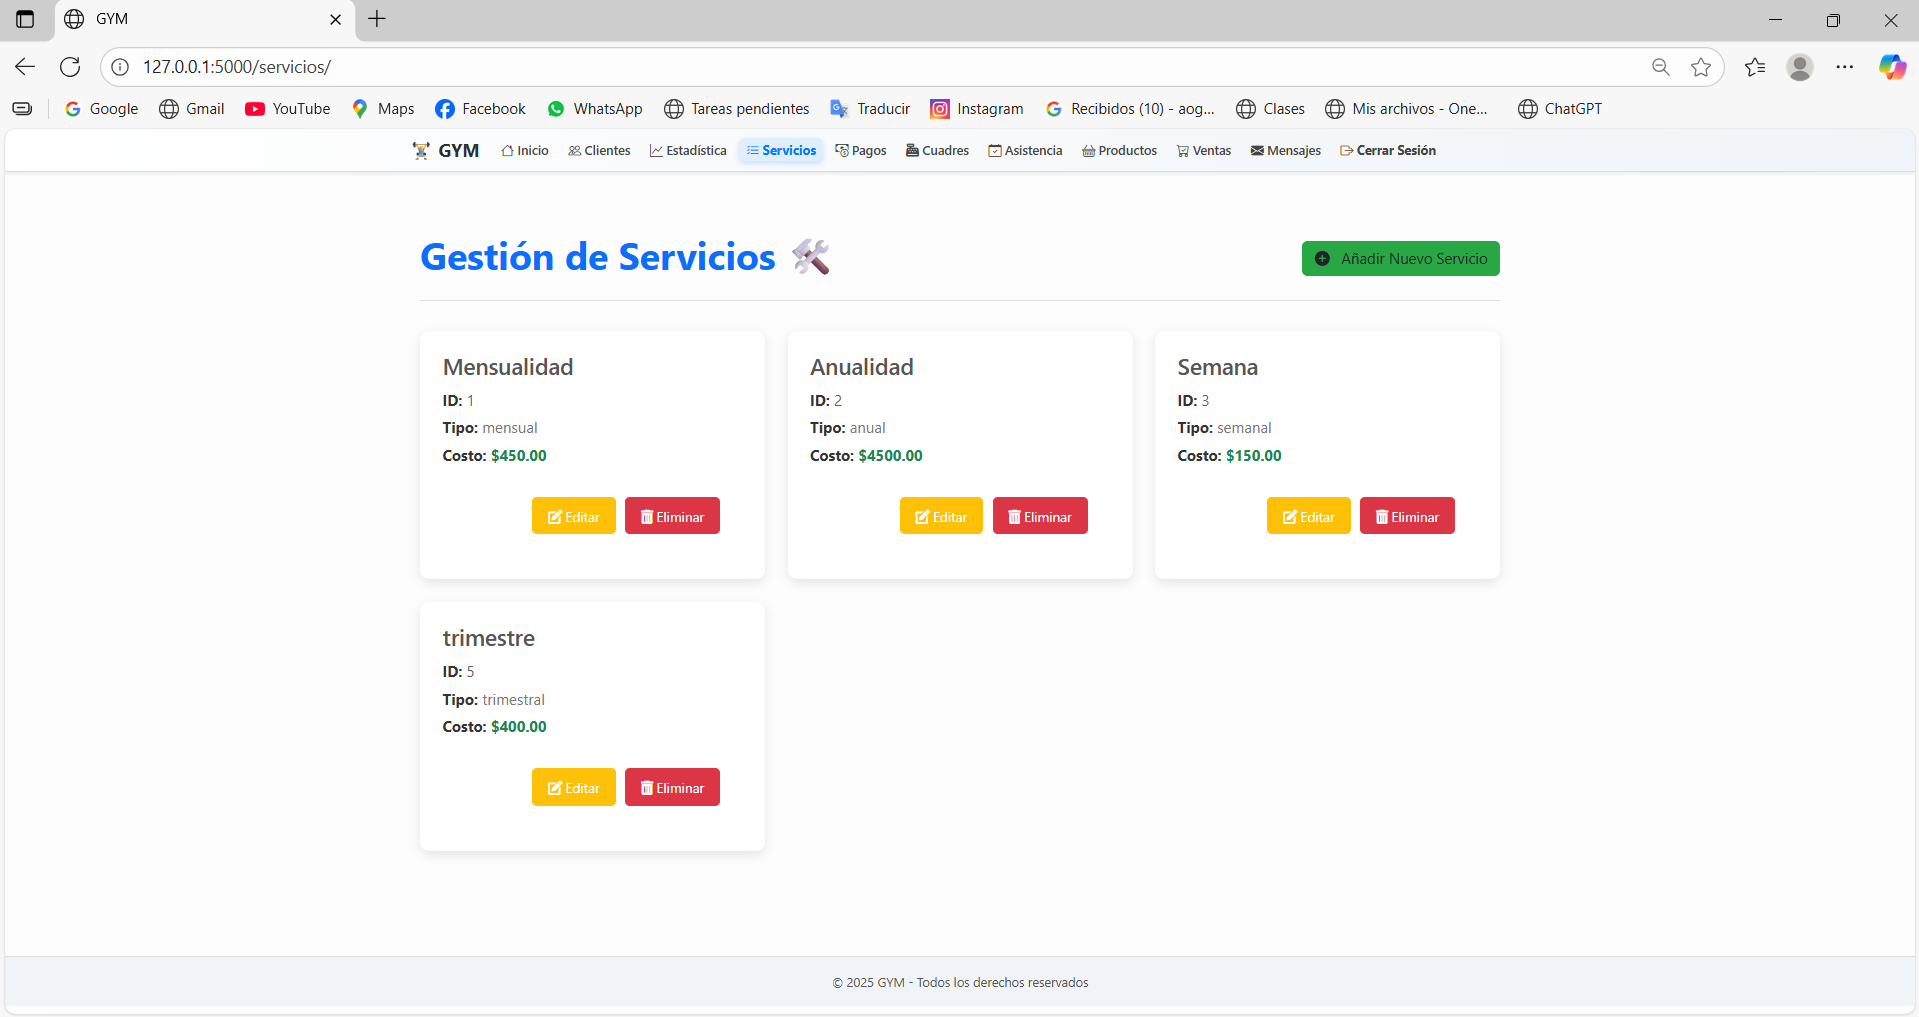 GYM
127.0.0.1:5000/servicios/
Google Gmail YouTube Maps Facebook WhatsApp Tareas pendientes Traducir Instagram Recibidos (10) - aog... Clases Mis archivos - One... ChatGPT
GYM Inicio Clientes Estadística Servicios Pagos Cuadres Asistencia Productos Ventas Mensajes Cerrar Sesión
Gestión de Servicios
Añadir Nuevo Servicio
Mensualidad
ID: 1
Tipo: mensual
Costo: $450.00
Editar Eliminar
Anualidad
ID: 2
Tipo: anual
Costo: $4500.00
Editar Eliminar
Semana
ID: 3
Tipo: semanal
Costo: $150.00
Editar Eliminar
trimestre
ID: 5
Tipo: trimestral
Costo: $400.00
Editar Eliminar
© 2025 GYM - Todos los derechos reservados